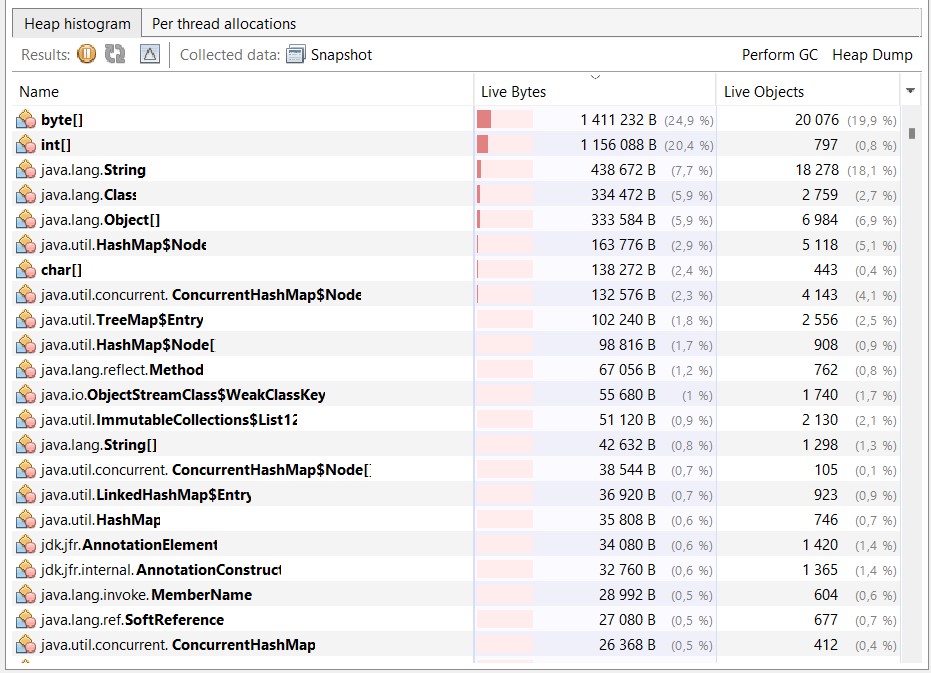 Heap histogram Per thread allocations
Results: Collected data: Snapshot Perform GC Heap Dump
Name Live Bytes Live Objects
byte[] 1 411 232 B (24,9 %) 20 076 (19,9 %)
int[] 1 156 088 B (20,4 %) 797 (0,8 %)
java.lang.String 438 672 B (7,7 %) 18 278 (18,1 %)
java.lang.Class 334 472 B (5,9 %) 2 759 (2,7 %)
java.lang.Object[] 333 584 B (5,9 %) 6 984 (6,9 %)
java.util.HashMap$Node 163 776 B (2,9 %) 5 118 (5,1 %)
char[] 138 272 B (2,4 %) 443 (0,4 %)
java.util.concurrent. ConcurrentHashMap$Node 132 576 B (2,3 %) 4 143 (4,1 %)
java.util.TreeMap$Entry 102 240 B (1,8 %) 2 556 (2,5 %)
java.util.HashMap$Node[ 98 816 B (1,7 %) 908 (0,9 %)
java.lang.reflect.Method 67 056 B (1,2 %) 762 (0,8 %)
java.io.ObjectStreamClass$WeakClassKey 55 680 B (1 %) 1 740 (1,7 %)
java.util.ImmutableCollections$List12 51 120 B (0,9 %) 2 130 (2,1 %)
java.lang.String[] 42 632 B (0,8 %) 1 298 (1,3 %)
java.util.concurrent. ConcurrentHashMap$Node[] 38 544 B (0,7 %) 105 (0,1 %)
java.util.LinkedHashMap$Entry 36 920 B (0,7 %) 923 (0,9 %)
java.util.HashMap 35 808 B (0,6 %) 746 (0,7 %)
jdk.jfr.AnnotationElement 34 080 B (0,6 %) 1 420 (1,4 %)
jdk.jfr.internal.AnnotationConstruct 32 760 B (0,6 %) 1 365 (1,4 %)
java.lang.invoke.MemberName 28 992 B (0,5 %) 604 (0,6 %)
java.lang.ref.SoftReference 27 080 B (0,5 %) 677 (0,7 %)
java.util.concurrent. ConcurrentHashMap 26 368 B (0,5 %) 412 (0,4 %)